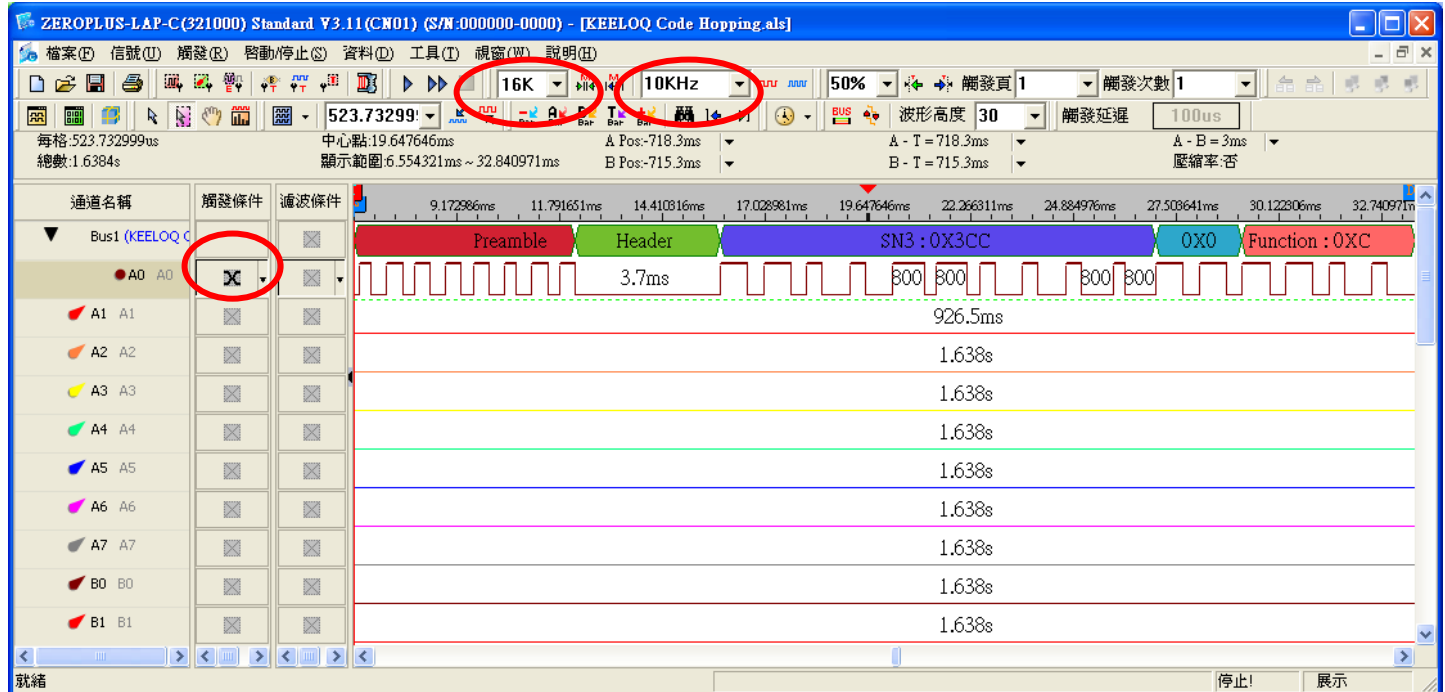 ZEROPLUS-LAP-C(321000) Standard V3.11(CN01) (S/N:000000-0000) - [KEELOQ Code Hopping.als]
檔案(F) 信號(U) 觸發(R) 啓動/停止(S) 資料(D) 工具(T) 視窗(W) 說明(H)
16K 10KHz 50% 觸發頁 1 觸發次數 1
523.73299 Bar Bar Bar Bar Bar BUS 波形高度 30 觸發延遲 100us
每格:523.732999us 中心點:19.647646ms A Pos:-718.3ms A - T = 718.3ms A - B = 3ms
總數:1.6384s 顯示範圍:6.554321ms ~ 32.840971ms B Pos:-715.3ms B - T = 715.3ms 壓縮率:否
通道名稱 觸發條件 濾波條件 9.172986ms 11.791651ms 14.410316ms 17.028981ms 19.647646ms 22.266311ms 24.884976ms 27.503641ms 30.122306ms 32.740971m
Bus1 (KEELOQ C Preamble Header SN3 : 0X3CC 0X0 Function : 0XC
A0 A0 3.7ms 800 800 800 800
A1 A1 926.5ms
A2 A2 1.638s
A3 A3 1.638s
A4 A4 1.638s
A5 A5 1.638s
A6 A6 1.638s
A7 A7 1.638s
B0 B0 1.638s
B1 B1 1.638s
就緒 停止! 展示